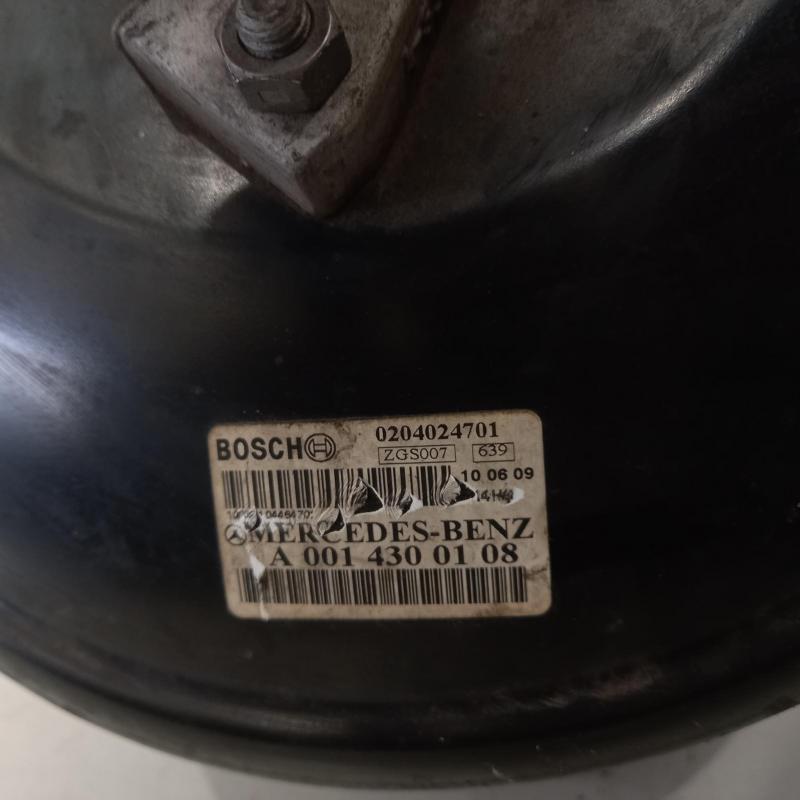 BOSCH 0204024701
ZGS007 639
10 06 09
MERCEDES-BENZ
A 001 430 01 08